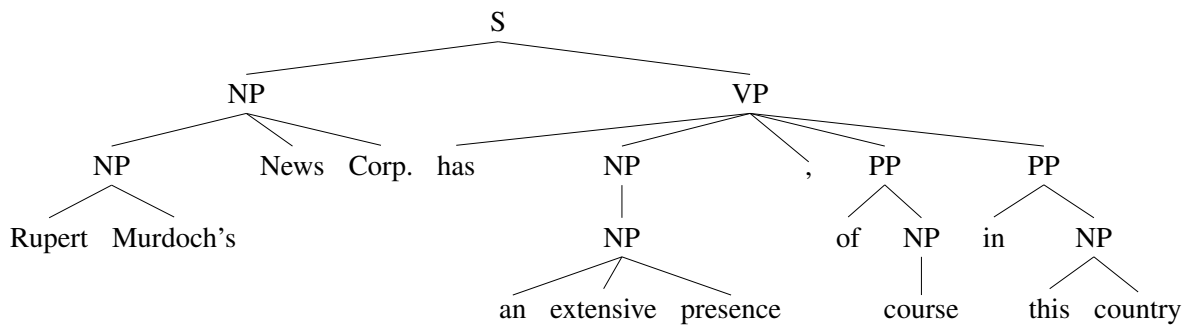 S
NP VP
NP News Corp. has NP , PP PP
Rupert Murdoch's NP of NP in NP
an extensive presence course this country